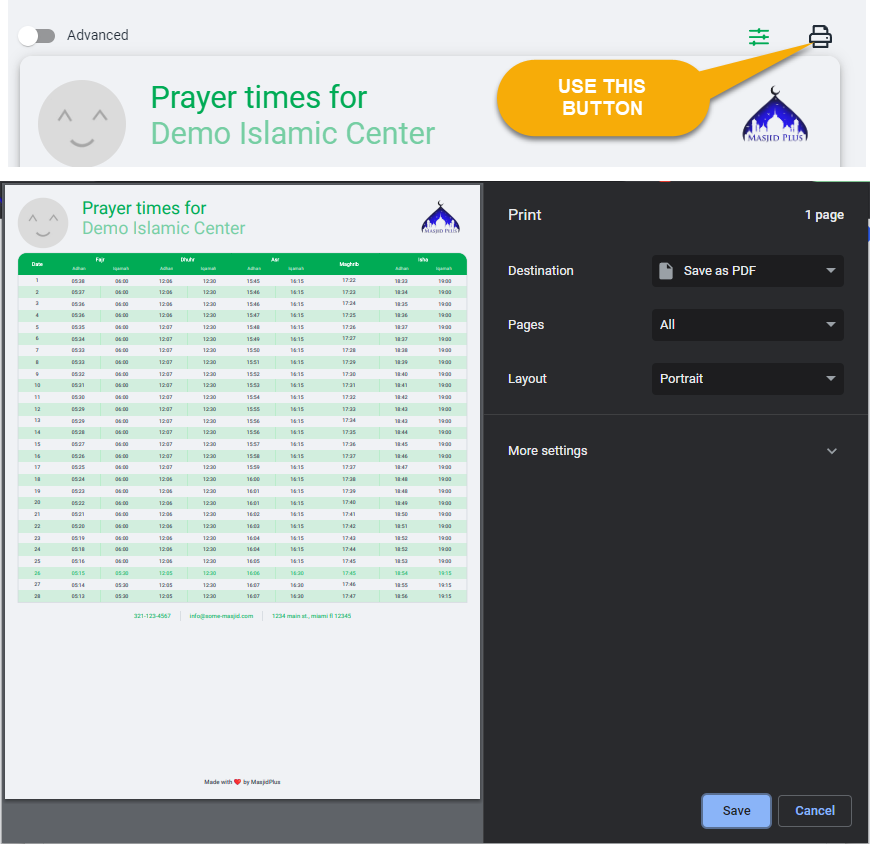 Advanced
USE THIS
BUTTON
Prayer times for
Demo Islamic Center
MASJID PLUS
Prayer times for
Demo Islamic Center
MASJID PLUS
Date Fajr Dhuhr Asr Maghrib Isha
Adhan Iqamah Adhan Iqamah Adhan Iqamah Adhan Iqamah
1 05:38 06:00 12:06 12:30 15:45 16:15 17:22 18:33 19:00
2 05:37 06:00 12:06 12:30 15:46 16:15 17:23 18:34 19:00
3 05:36 06:00 12:06 12:30 15:46 16:15 17:24 18:35 19:00
4 05:36 06:00 12:06 12:30 15:47 16:15 17:25 18:36 19:00
5 05:35 06:00 12:07 12:30 15:48 16:15 17:26 18:37 19:00
6 05:34 06:00 12:07 12:30 15:49 16:15 17:27 18:37 19:00
7 05:33 06:00 12:07 12:30 15:50 16:15 17:28 18:38 19:00
8 05:33 06:00 12:07 12:30 15:51 16:15 17:29 18:39 19:00
9 05:32 06:00 12:07 12:30 15:52 16:15 17:30 18:40 19:00
10 05:31 06:00 12:07 12:30 15:53 16:15 17:31 18:41 19:00
11 05:30 06:00 12:07 12:30 15:54 16:15 17:32 18:42 19:00
12 05:29 06:00 12:07 12:30 15:55 16:15 17:33 18:43 19:00
13 05:29 06:00 12:07 12:30 15:56 16:15 17:34 18:43 19:00
14 05:28 06:00 12:07 12:30 15:56 16:15 17:35 18:44 19:00
15 05:27 06:00 12:07 12:30 15:57 16:15 17:36 18:45 19:00
16 05:26 06:00 12:07 12:30 15:58 16:15 17:37 18:46 19:00
17 05:25 06:00 12:07 12:30 15:59 16:15 17:37 18:47 19:00
18 05:24 06:00 12:06 12:30 16:00 16:15 17:38 18:48 19:00
19 05:23 06:00 12:06 12:30 16:01 16:15 17:39 18:48 19:00
20 05:22 06:00 12:06 12:30 16:01 16:15 17:40 18:49 19:00
21 05:21 06:00 12:06 12:30 16:02 16:15 17:41 18:50 19:00
22 05:20 06:00 12:06 12:30 16:03 16:15 17:42 18:51 19:00
23 05:19 06:00 12:06 12:30 16:04 16:15 17:43 18:52 19:00
24 05:18 06:00 12:06 12:30 16:04 16:15 17:44 18:52 19:00
25 05:16 06:00 12:06 12:30 16:05 16:15 17:44 18:53 19:00
26 05:15 05:30 12:05 12:30 16:06 16:30 17:45 18:54 19:15
27 05:14 05:30 12:05 12:30 16:07 16:30 17:46 18:55 19:15
28 05:13 05:30 12:05 12:30 16:07 16:30 17:47 18:56 19:15
321-123-4567 info@some-masjid.com 1234 main st., miami fl 12345
Made with ❤ by MasjidPlus
Print 1 page
Destination Save as PDF
Pages All
Layout Portrait
More settings
Save Cancel